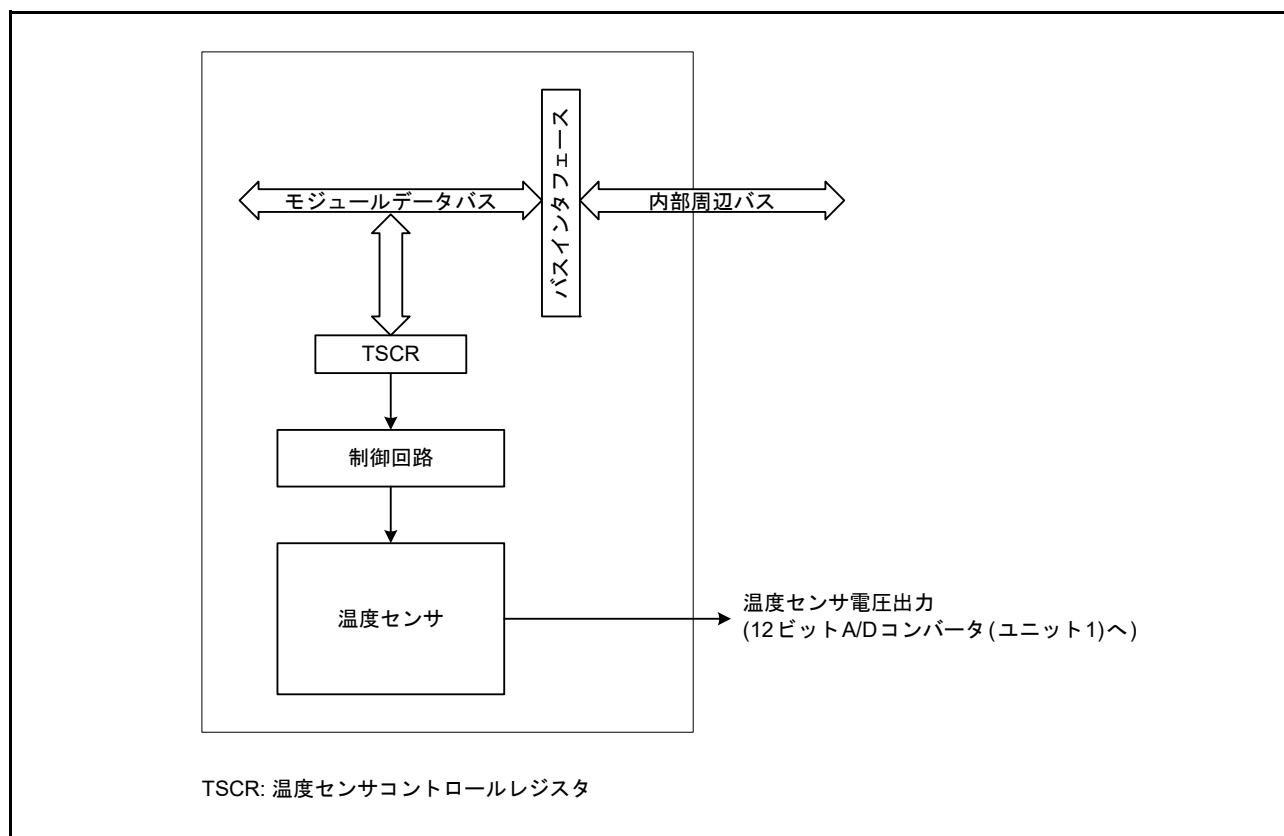 バスインタフェース
モジュールデータバス
内部周辺バス
TSCR
制御回路
温度センサ
温度センサ電圧出力
(12ビットA/Dコンバータ(ユニット1)へ)
TSCR: 温度センサコントロールレジスタ